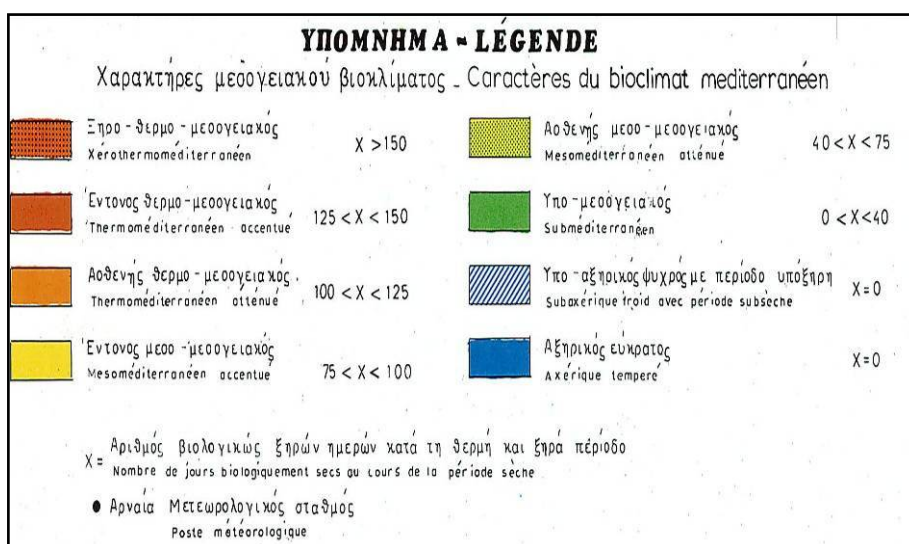 ΥΠΟΜΝΗΜΑ - LÉGENDE
Χαρακτήρες μεσογειακού βιοκλίματος - Caractères du bioclimat mediterranéen
Ξηρο - θερμο - μεσογειακός
Xérothermoméditerranéen
X >150
Έντονος θερμο - μεσογειακός
Thermoméditerranéen accentué
125 < X < 150
Ασθενής θερμο - μεσογειακός.
Thermoméditerranéen atténué
100 < X < 125
Έντονος μεσο - μεσογειακός
Mesoméditerranéen accentué
75 < X < 100
Ασθενής μεσο - μεσογειακός
Mesomediterranéen atténué
40 < X < 75
Υπο - μεσογειακός
Subméditerranéen
0 < X < 40
Υπο - αξηρικός ψυχρός με περίοδο υπόξηρη
Subaxérique froid avec période subsèche
X = 0
Αξηρικός εύκρατος
Axérique temperé
X = 0
X = Αριθμός βιολογικώς ξηρών ημερών κατά τη θερμή και ξηρά περίοδο
Nombre de jours biologiquement secs au cours de la période sèche
● Αρναία Μετεωρολογικός σταθμός
Poste météorologique